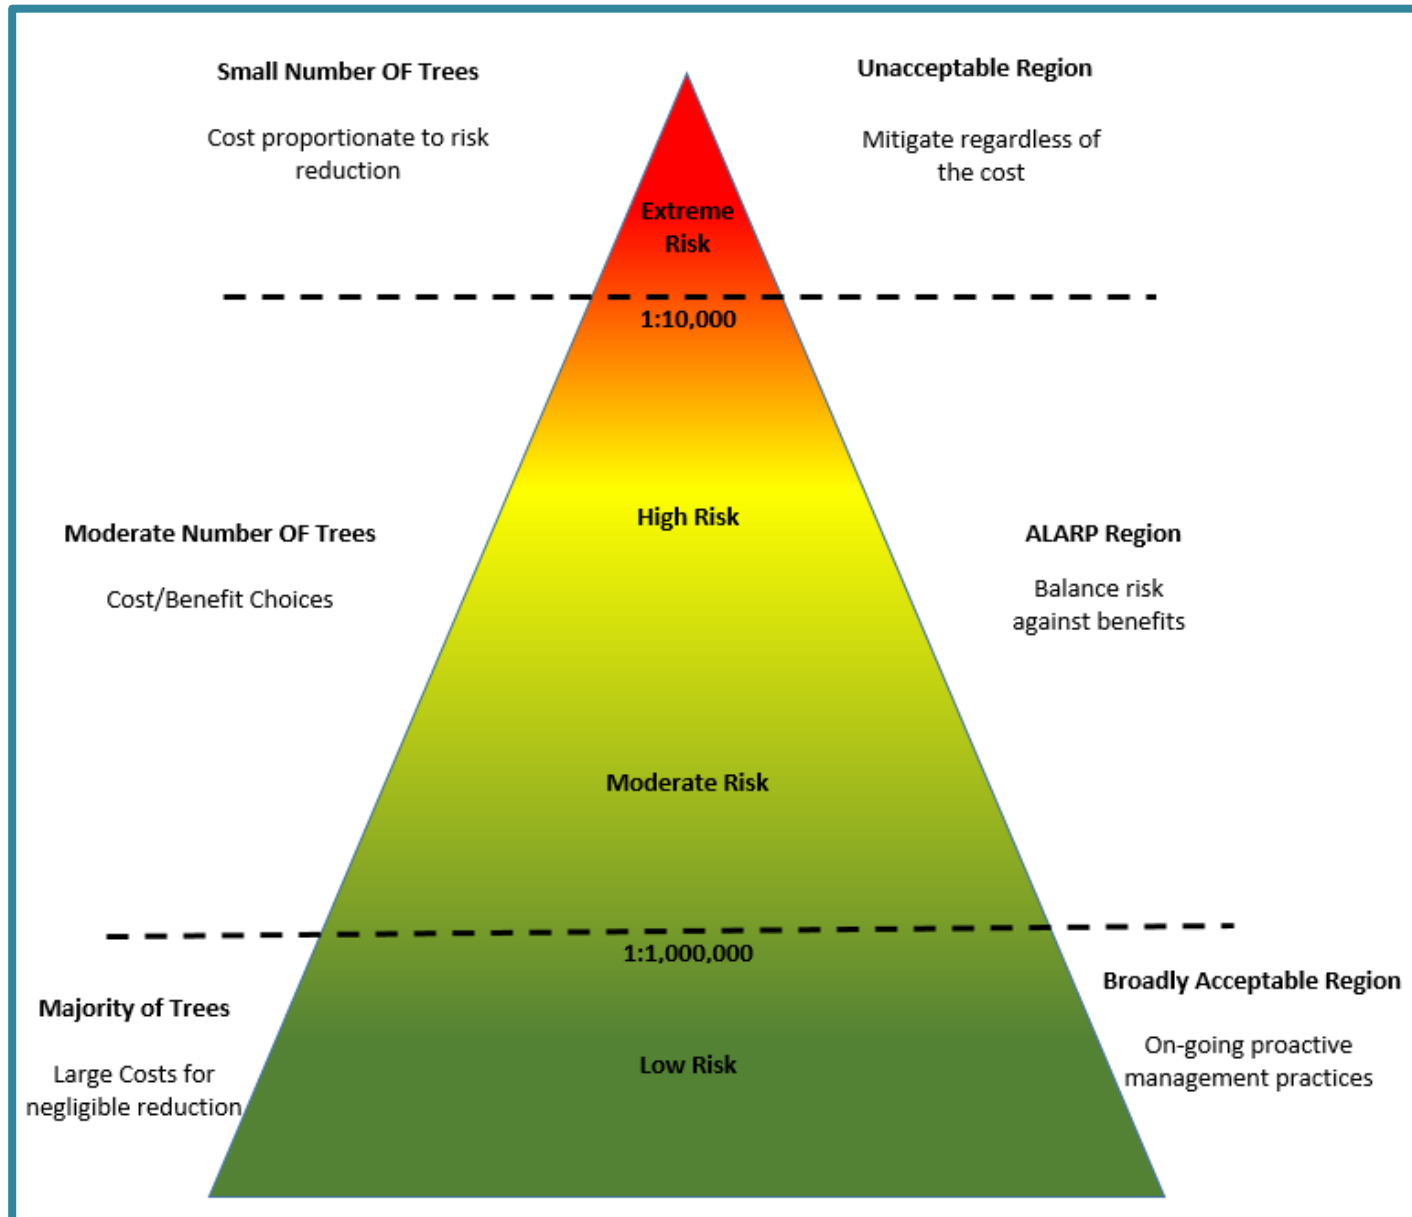 Small Number OF Trees
Cost proportionate to risk
reduction
Unacceptable Region
Mitigate regardless of
the cost
Extreme
Risk
1:10,000
High Risk
Moderate Number OF Trees
Cost/Benefit Choices
ALARP Region
Balance risk
against benefits
Moderate Risk
1:1,000,000
Majority of Trees
Large Costs for
negligible reduction
Broadly Acceptable Region
On-going proactive
management practices
Low Risk